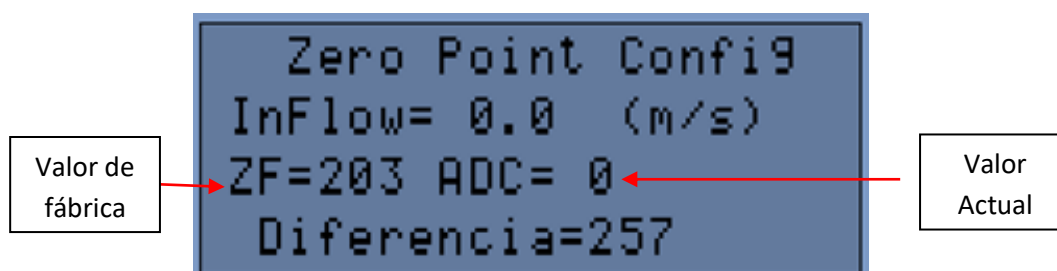 Zero Point Config
InFlow= 0.0 (m/s)
Valor de
fábrica
ZF=203 ADC= 0
Valor
Actual
Diferencia=257